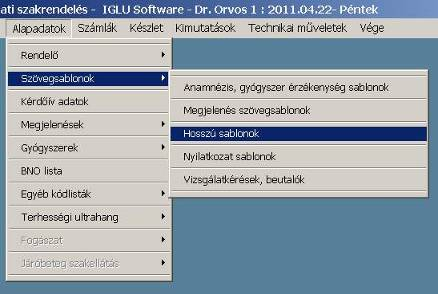 ati szakrendelés - IGLU Software - Dr. Orvos 1 : 2011.04.22- Péntek
Alapadatok Számlák Készlet Kimutatások Technikai műveletek Vége
Rendelő
Szövegsablonok
Kérdőív adatok
Megjelenések
Gyógyszerek
BNO lista
Egyéb kódlisták
Terhességi ultrahang
Fogászat
Járóbeteg szakellátás
Anamnézis, gyógyszer érzékenység sablonok
Megjelenés szövegsablonok
Hosszú sablonok
Nyilatkozat sablonok
Vizsgálatkérések, beutalók